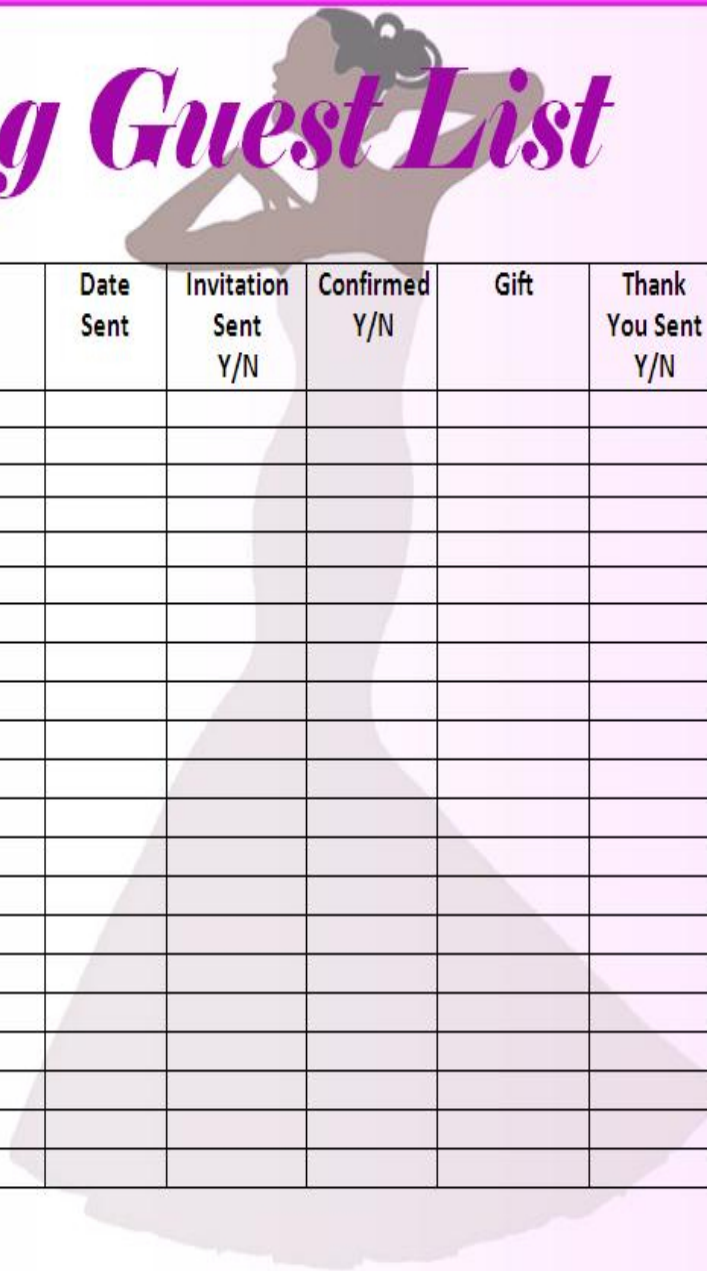 g Guest List
Date Sent
Invitation Sent Y/N
Confirmed Y/N
Gift
Thank You Sent Y/N